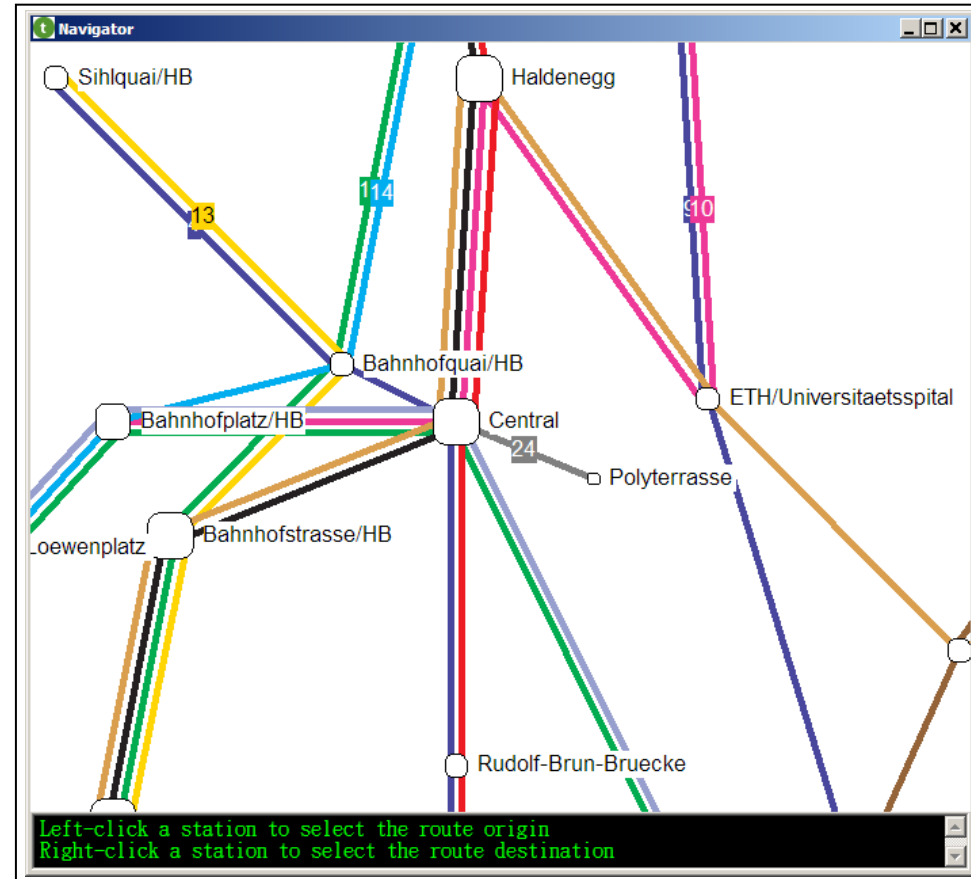 Navigator
Sihlquai/HB
Haldenegg
14
13
10
Bahnhofquai/HB
ETH/Universitaetsspital
Bahnhofplatz/HB
Central
24
Polyterrasse
Bahnhofstrasse/HB
Loewenplatz
Rudolf-Brun-Bruecke
Left-click a station to select the route origin
Right-click a station to select the route destination